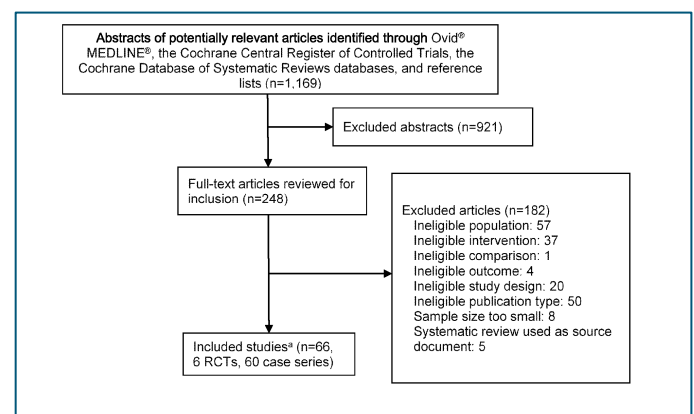 Abstracts of potentially relevant articles identified through Ovid®
MEDLINE®, the Cochrane Central Register of Controlled Trials, the
Cochrane Database of Systematic Reviews databases, and reference
lists (n=1,169)
Excluded abstracts (n=921)
Full-text articles reviewed for
inclusion (n=248)
Excluded articles (n=182)
Ineligible population: 57
Ineligible intervention: 37
Ineligible comparison: 1
Ineligible outcome: 4
Ineligible study design: 20
Ineligible publication type: 50
Sample size too small: 8
Systematic review used as source
document: 5
Included studiesª (n=66,
6 RCTs, 60 case series)